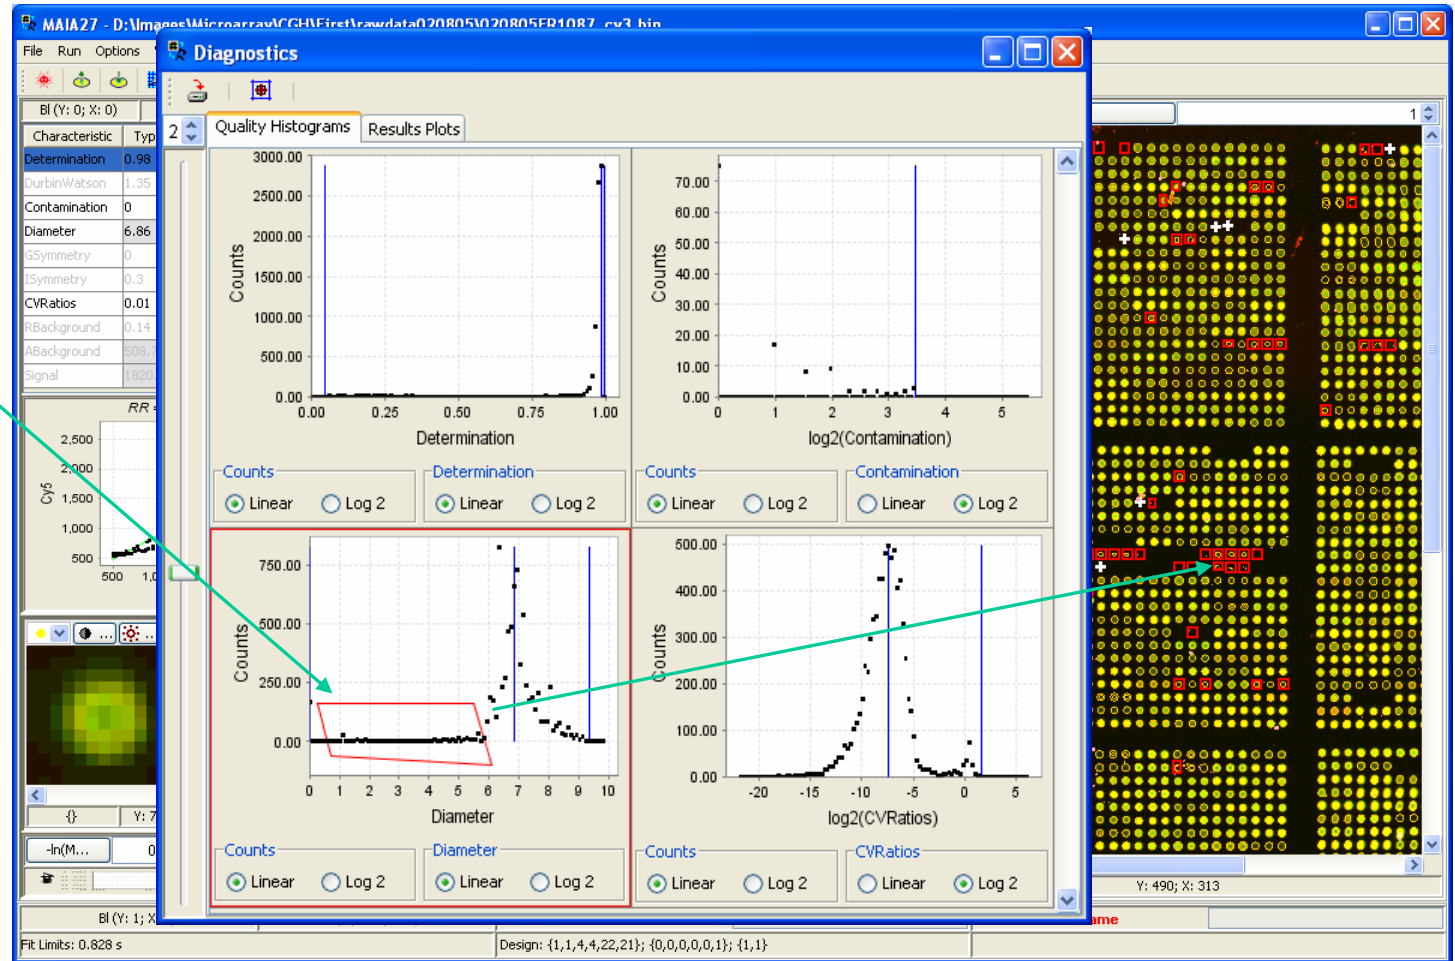 MAIA27 - D:\Images\Microarray\CGH\First\rawdata020805\020805FR1087_cy3.bin
File Run Options
Diagnostics
Bl (Y: 0; X: 0)
1
2
Quality Histograms Results Plots
Characteristic Typ
Determination 0.98
DurbinWatson 1.35
Contamination 0
Diameter 6.86
GSymmetry 0
ISymmetry 0.3
CVRatios 0.01
RBackground 0.14
ABackground 508.7
Signal 1820.
RR =
Cy5
2,500
2,000
1,500
1,000
500
500 1,0
{} Y: 7
-ln(M... 0
Bl (Y: 1; X
Fit Limits: 0.828 s
Counts
3000.00
2500.00
2000.00
1500.00
1000.00
500.00
0.00
0.00 0.25 0.50 0.75 1.00
Determination
Counts Determination
Linear Log 2 Linear Log 2
Counts
70.00
60.00
50.00
40.00
30.00
20.00
10.00
0.00
0 1 2 3 4 5
log2(Contamination)
Counts Contamination
Linear Log 2 Linear Log 2
Counts
750.00
500.00
250.00
0.00
0 1 2 3 4 5 6 7 8 9 10
Diameter
Counts Diameter
Linear Log 2 Linear Log 2
Counts
500.00
400.00
300.00
200.00
100.00
0.00
-20 -15 -10 -5 0 5
log2(CVRatios)
Counts CVRatios
Linear Log 2 Linear Log 2
Y: 490; X: 313
ame
Design: {1,1,4,4,22,21}; {0,0,0,0,0,1}; {1,1}